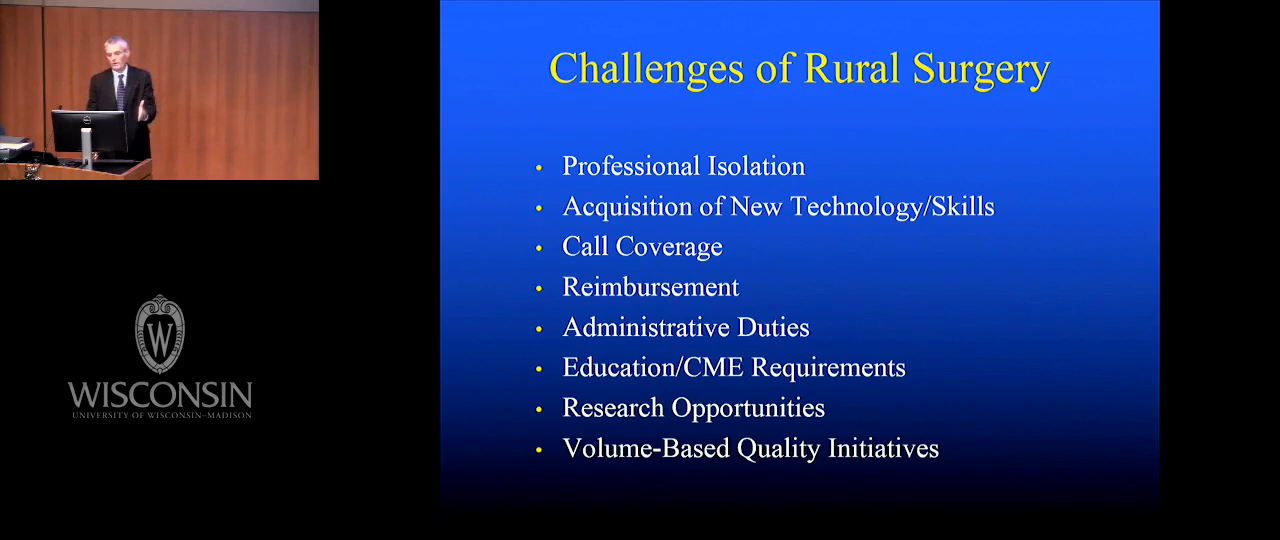 Challenges of Rural Surgery
• Professional Isolation
• Acquisition of New Technology/Skills
• Call Coverage
• Reimbursement
• Administrative Duties
• Education/CME Requirements
• Research Opportunities
• Volume-Based Quality Initiatives
W
WISCONSIN
UNIVERSITY OF WISCONSIN–MADISON